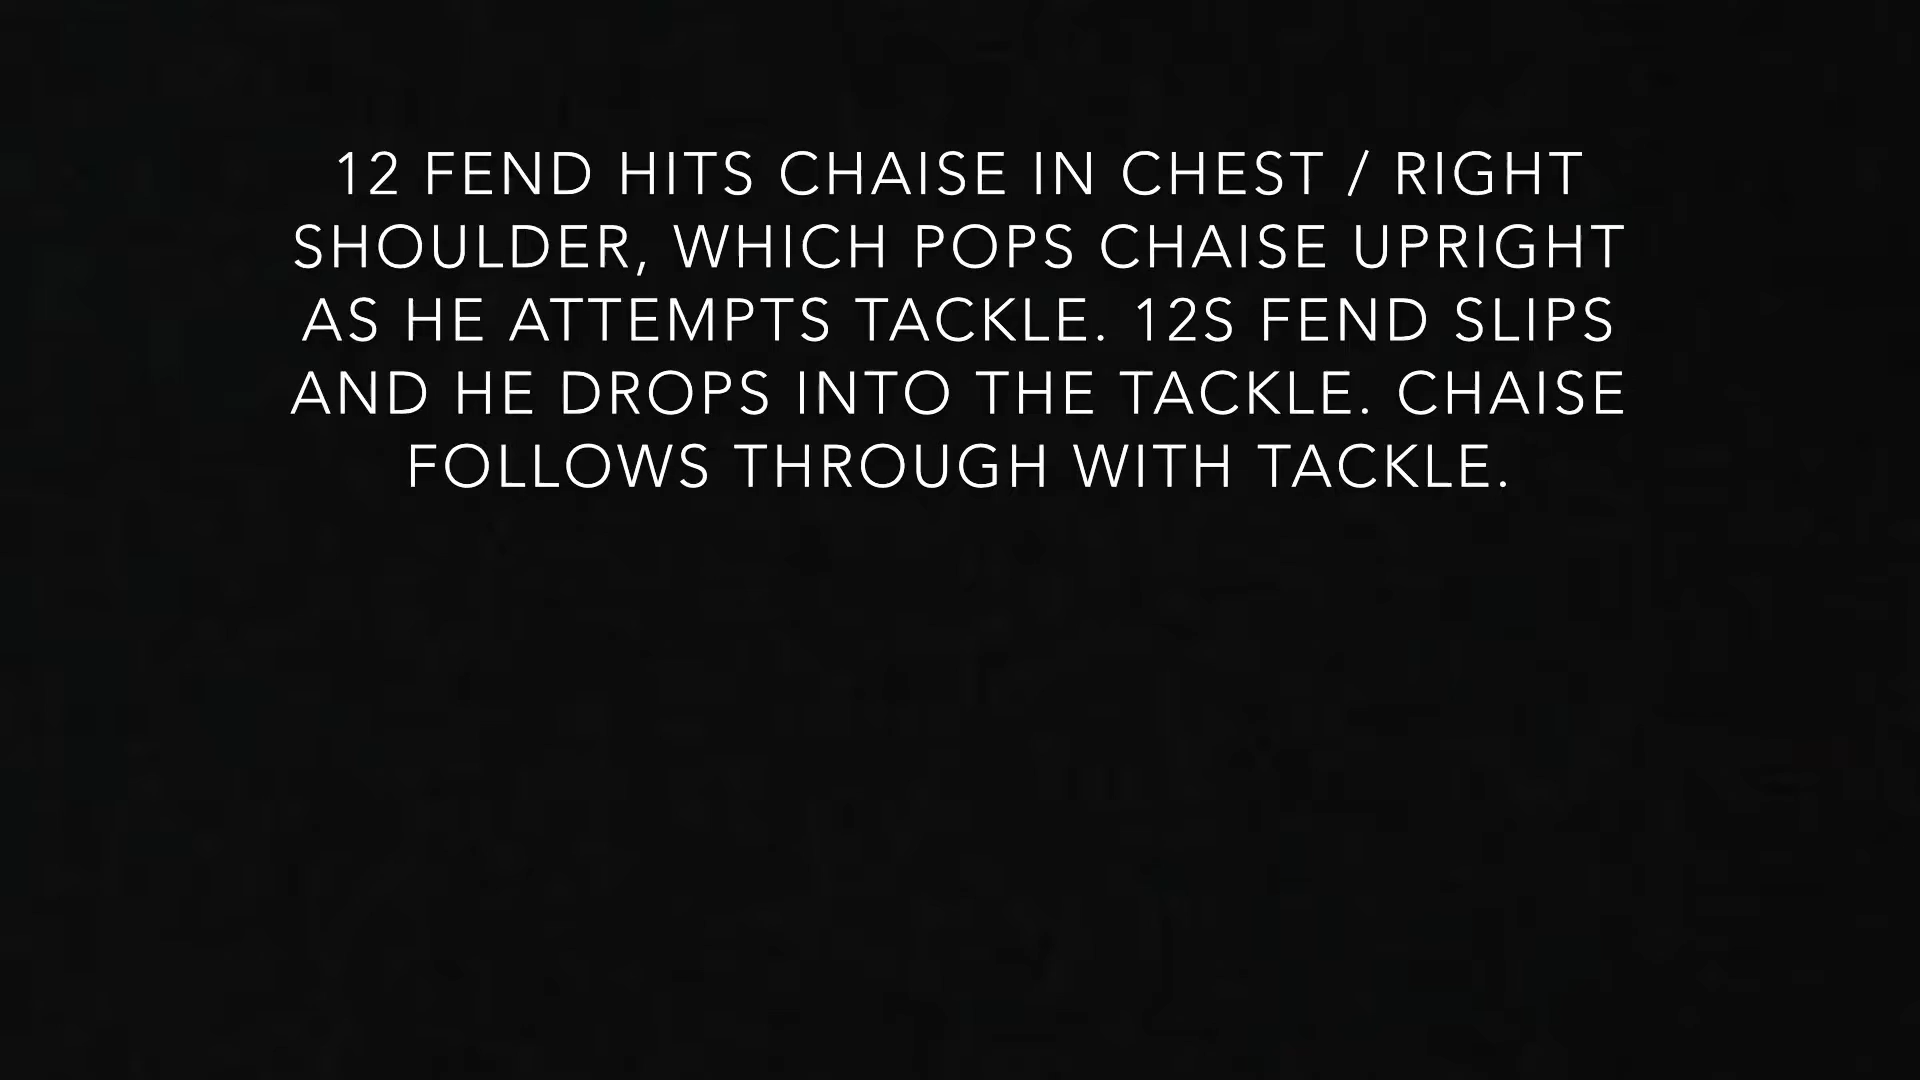 12 FEND HITS CHAISE IN CHEST / RIGHT
SHOULDER, WHICH POPS CHAISE UPRIGHT
AS HE ATTEMPTS TACKLE. 12S FEND SLIPS
AND HE DROPS INTO THE TACKLE. CHAISE
FOLLOWS THROUGH WITH TACKLE.